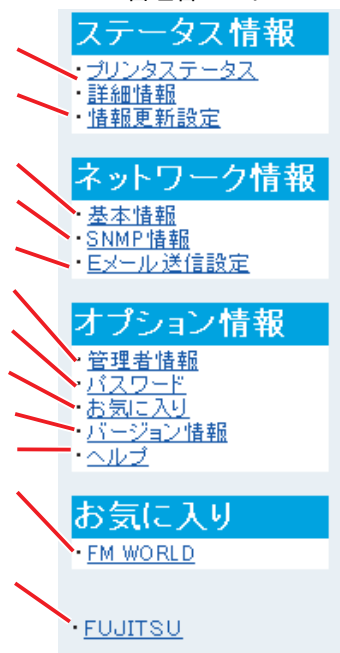 ステータス情報
・プリンタステータス
・詳細情報
・情報更新設定
ネットワーク情報
・基本情報
・SNMP情報
・Eメール送信設定
オプション情報
・管理者情報
・パスワード
・お気に入り
・バージョン情報
・ヘルプ
お気に入り
・FM WORLD
・FUJITSU